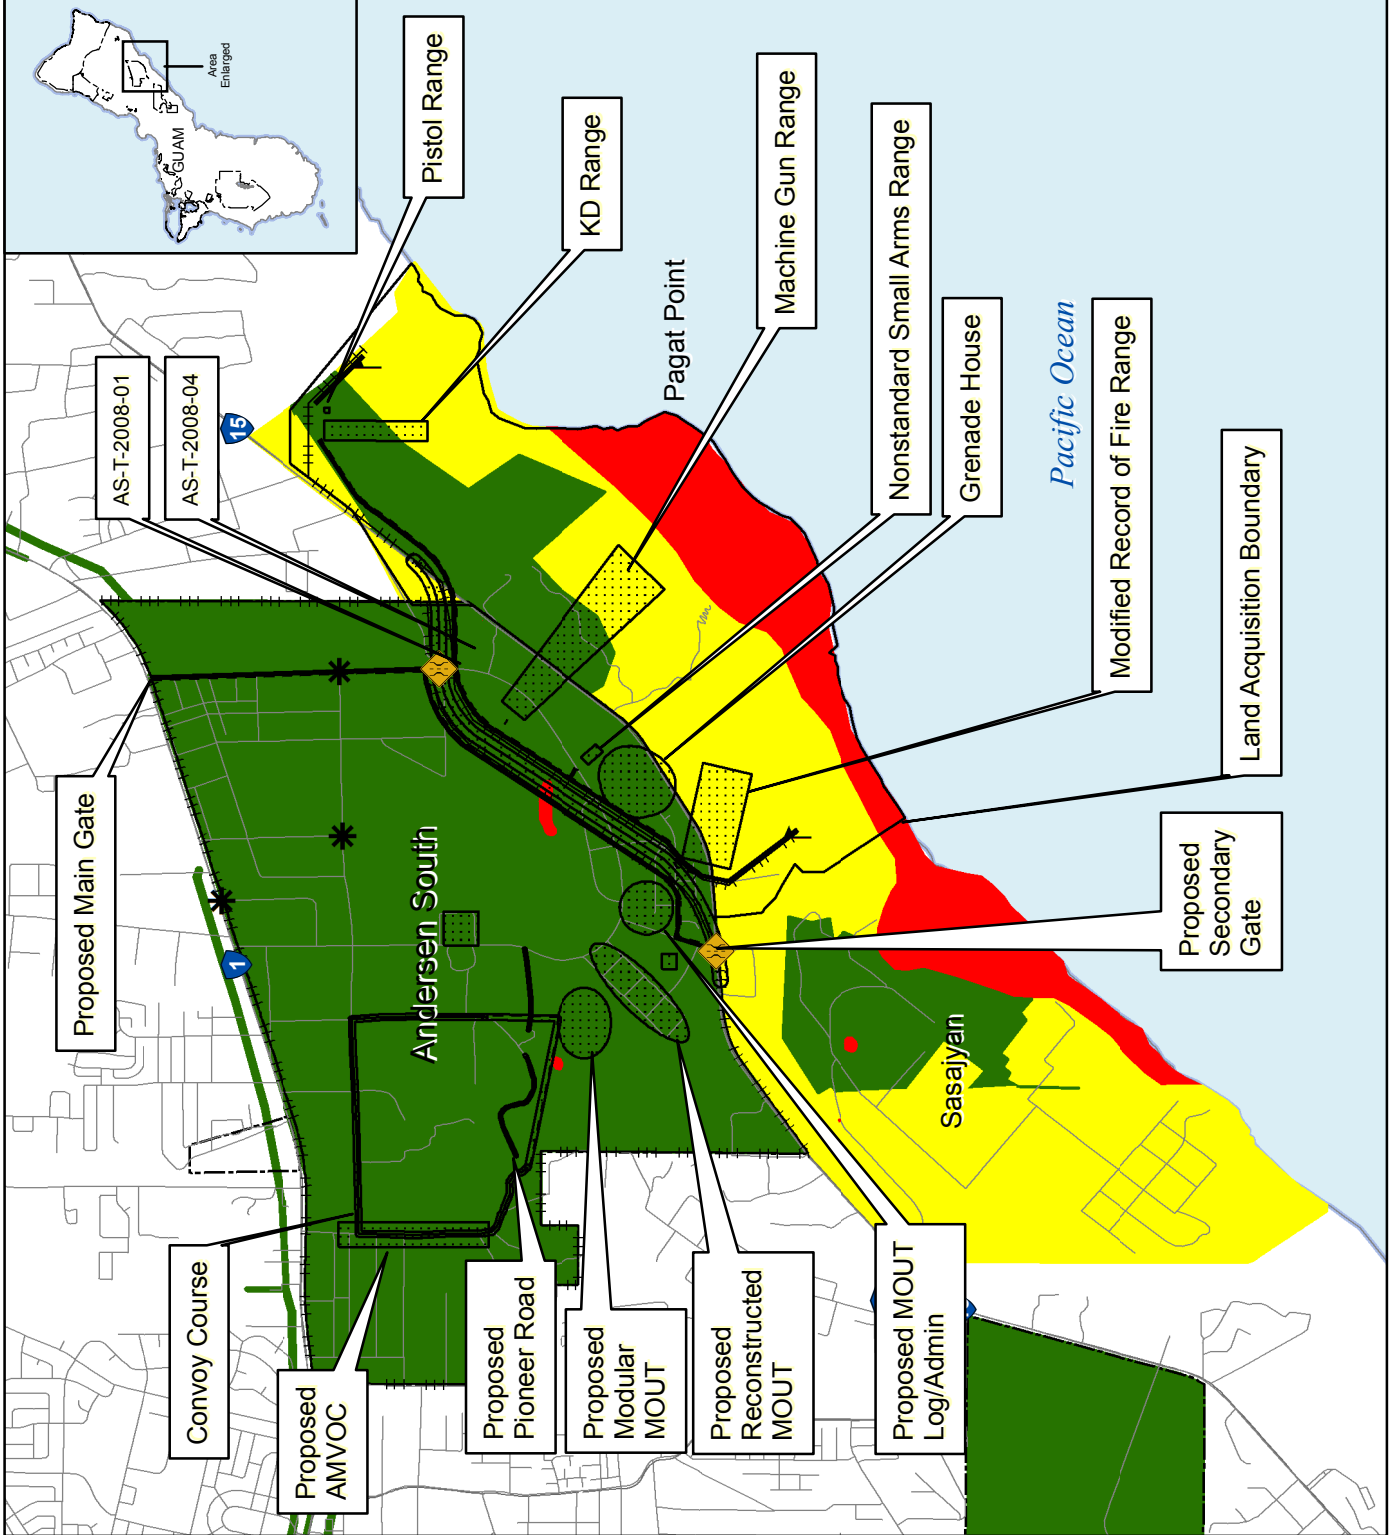 GUAM
Area
Enlarged
Pistol Range
KD Range
Machine Gun Range
Nonstandard Small Arms Range
Grenade House
Modified Record of Fire Range
Land Acquisition Boundary
Pagat Point
Pacific Ocean
AS-T-2008-01
AS-T-2008-04
15
1
Proposed Main Gate
Andersen South
Sasajyan
Proposed
Secondary
Gate
Convoy Course
Proposed
AMVOC
Proposed
Pioneer Road
Proposed
Modular
MOUT
Proposed
Reconstructed
MOUT
Proposed MOUT
Log/Admin